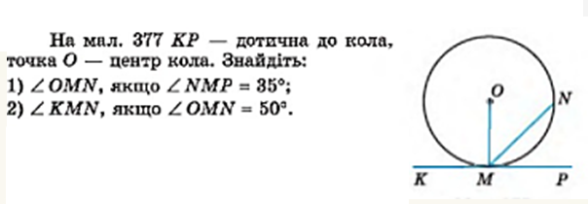 На мал. 377 KP — дотична до кола,
точка O — центр кола. Знайдіть:
1) ∠OMN, якщо ∠NMP = 35°;
2) ∠KMN, якщо ∠OMN = 50°.
O
N
K
M
P